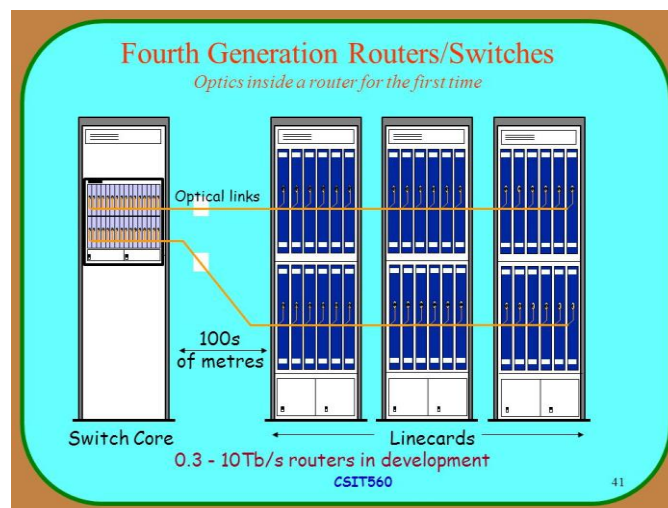 Fourth Generation Routers/Switches
Optics inside a router for the first time
Optical links
100s
of metres
Switch Core
Linecards
0.3 - 10Tb/s routers in development
CSIT560
41